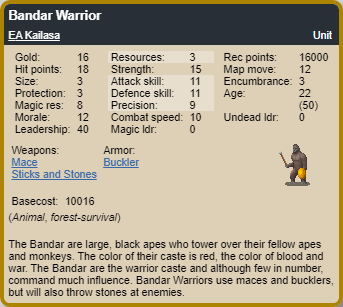 Bandar Warrior
EA Kailasa Unit
Gold: 16 Resources: 3 Rec points: 16000
Hit points: 18 Strength: 15 Map move: 12
Size: 3 Attack skill: 11 Encumbrance: 3
Protection: 3 Defence skill: 11 Age: 22
Magic res: 8 Precision: 9 (50)
Morale: 12 Combat speed: 10 Undead ldr: 0
Leadership: 40 Magic ldr: 0
Weapons: Armor:
Mace Buckler
Sticks and Stones
Basecost: 10016
(Animal, forest-survival)
The Bandar are large, black apes who tower over their fellow apes
and monkeys. The color of their caste is red, the color of blood and
war. The Bandar are the warrior caste and although few in number,
command much influence. Bandar Warriors use maces and bucklers,
but will also throw stones at enemies.